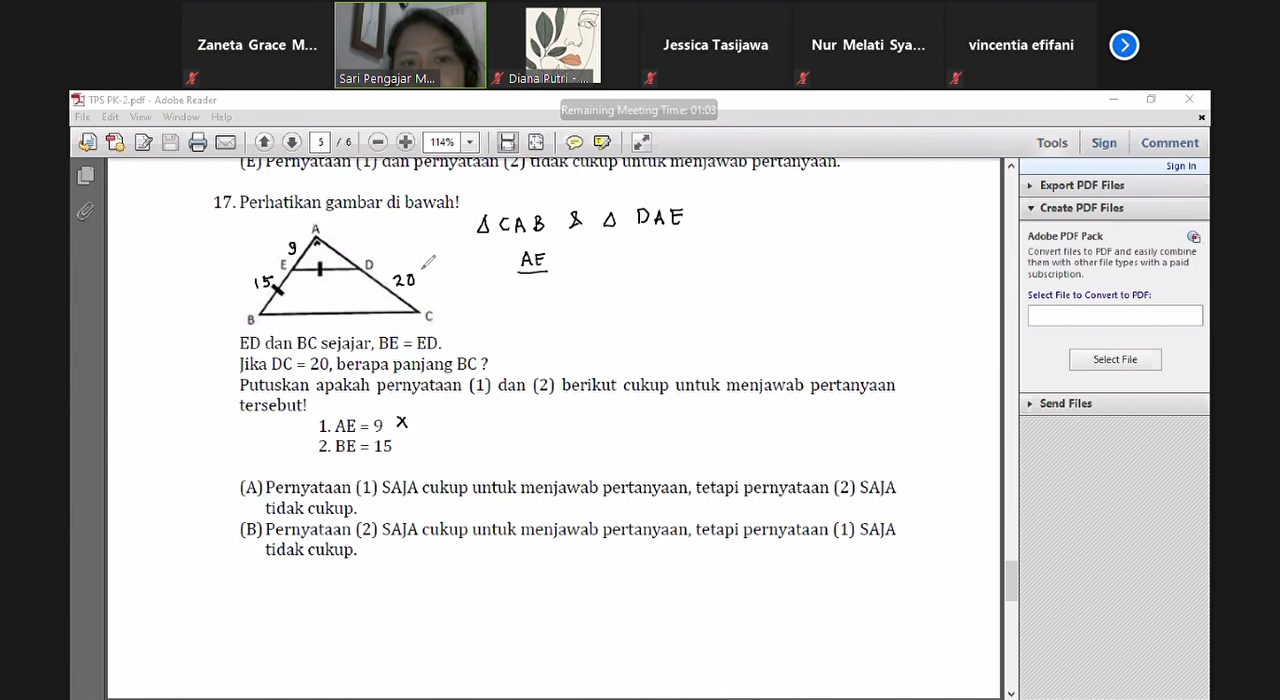 Zaneta Grace M...
Sari Pengajar M...
Diana Putri - ...
Jessica Tasijawa
Nur Melati Sya...
vincentia efifani
TPS PK-2.pdf - Adobe Reader
Remaining Meeting Time: 01:03
File Edit View Window Help
5 / 6 114% Tools Sign Comment
Sign In
(E) Pernyataan (1) dan pernyataan (2) tidak cukup untuk menjawab pertanyaan.
17. Perhatikan gambar di bawah!
Δ CAB & Δ DAE
AE
A
9
E
D
15
20
B
C
ED dan BC sejajar, BE = ED.
Jika DC = 20, berapa panjang BC ?
Putuskan apakah pernyataan (1) dan (2) berikut cukup untuk menjawab pertanyaan
tersebut!
1. AE = 9 x
2. BE = 15
(A) Pernyataan (1) SAJA cukup untuk menjawab pertanyaan, tetapi pernyataan (2) SAJA
tidak cukup.
(B) Pernyataan (2) SAJA cukup untuk menjawab pertanyaan, tetapi pernyataan (1) SAJA
tidak cukup.
Export PDF Files
Create PDF Files
Adobe PDF Pack
Convert files to PDF and easily combine
them with other file types with a paid
subscription.
Select File to Convert to PDF:
Select File
Send Files